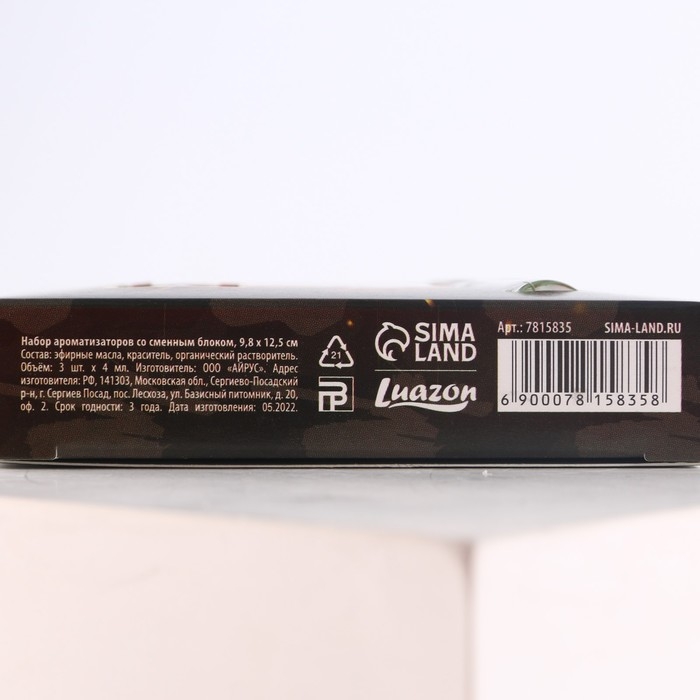 Набор ароматизаторов со сменным блоком, 9,8 x 12,5 см
Состав: эфирные масла, краситель, органический растворитель.
Объём: 3 шт. x 4 мл. Изготовитель: ООО «АЙРУС». Адрес
изготовителя: РФ, 141303, Московская обл., Сергиево-Посадский
р-н, г. Сергиев Посад, пос. Лесхоза, ул. Базисный питомник, д. 20,
оф. 2. Срок годности: 3 года. Дата изготовления: 05.2022.
21
SIMA
LAND
Luazon
Арт.: 7815835 SIMA-LAND.RU
6 900078 158358